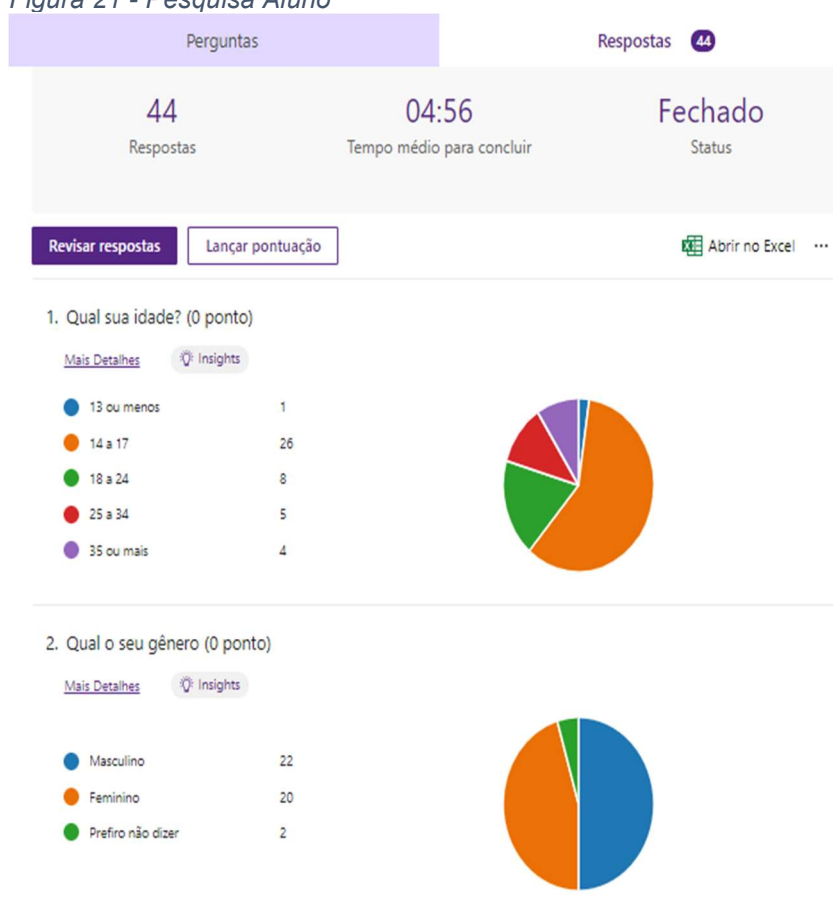 Figura 21 - Pesquisa Aluno
Perguntas
Respostas 44
44
Respostas
04:56
Tempo médio para concluir
Fechado
Status
Revisar respostas
Lançar pontuação
Abrir no Excel ...
1. Qual sua idade? (0 ponto)
Mais Detalhes
Insights
13 ou menos 1
14 a 17 26
18 a 24 8
25 a 34 5
35 ou mais 4
2. Qual o seu gênero (0 ponto)
Mais Detalhes
Insights
Masculino 22
Feminino 20
Prefiro não dizer 2